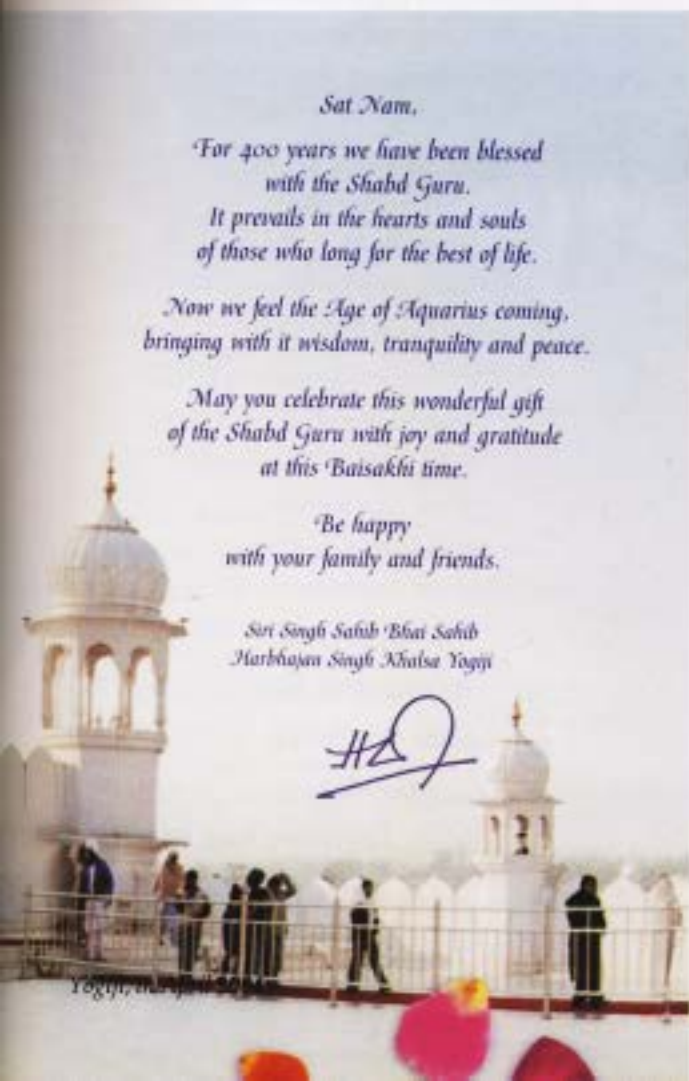 Sat Nam,
For 400 years we have been blessed
with the Shabd Guru.
It prevails in the hearts and souls
of those who long for the best of life.
Now we feel the Age of Aquarius coming,
bringing with it wisdom, tranquility and peace.
May you celebrate this wonderful gift
of the Shabd Guru with joy and gratitude
at this Baisakhi time.
Be happy
with your family and friends.
Siri Singh Sahib Bhai Sahib
Harbhajan Singh Khalsa Yogiji
Yogiji,